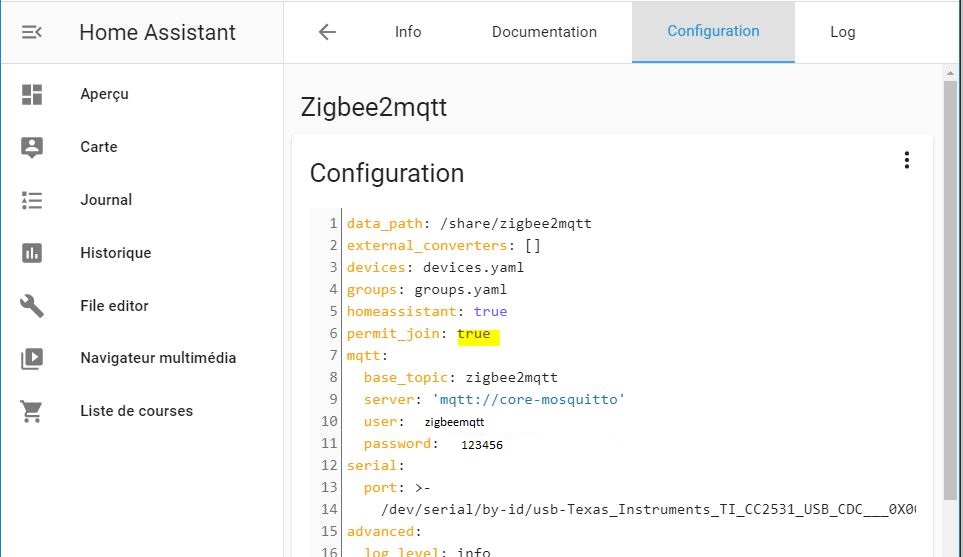 Home Assistant
Info Documentation Configuration Log
Aperçu
Carte
Journal
Historique
File editor
Navigateur multimédia
Liste de courses
Zigbee2mqtt
Configuration
1 data_path: /share/zigbee2mqtt
2 external_converters: []
3 devices: devices.yaml
4 groups: groups.yaml
5 homeassistant: true
6 permit_join: true
7 mqtt:
8 base_topic: zigbee2mqtt
9 server: 'mqtt://core-mosquitto'
10 user: zigbeemqtt
11 password: 123456
12 serial:
13 port: >-
14 /dev/serial/by-id/usb-Texas_Instruments_TI_CC2531_USB_CDC___0X0
15 advanced:
16 log_level: info